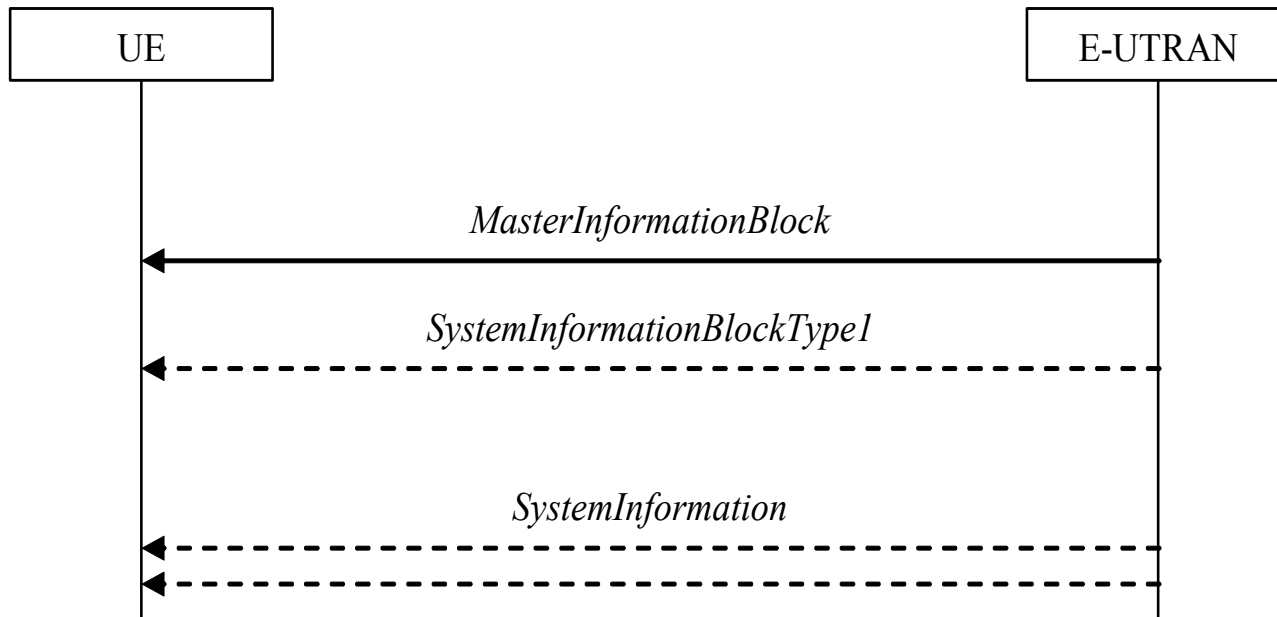 UE
E-UTRAN
MasterInformationBlock
SystemInformationBlockType1
SystemInformation